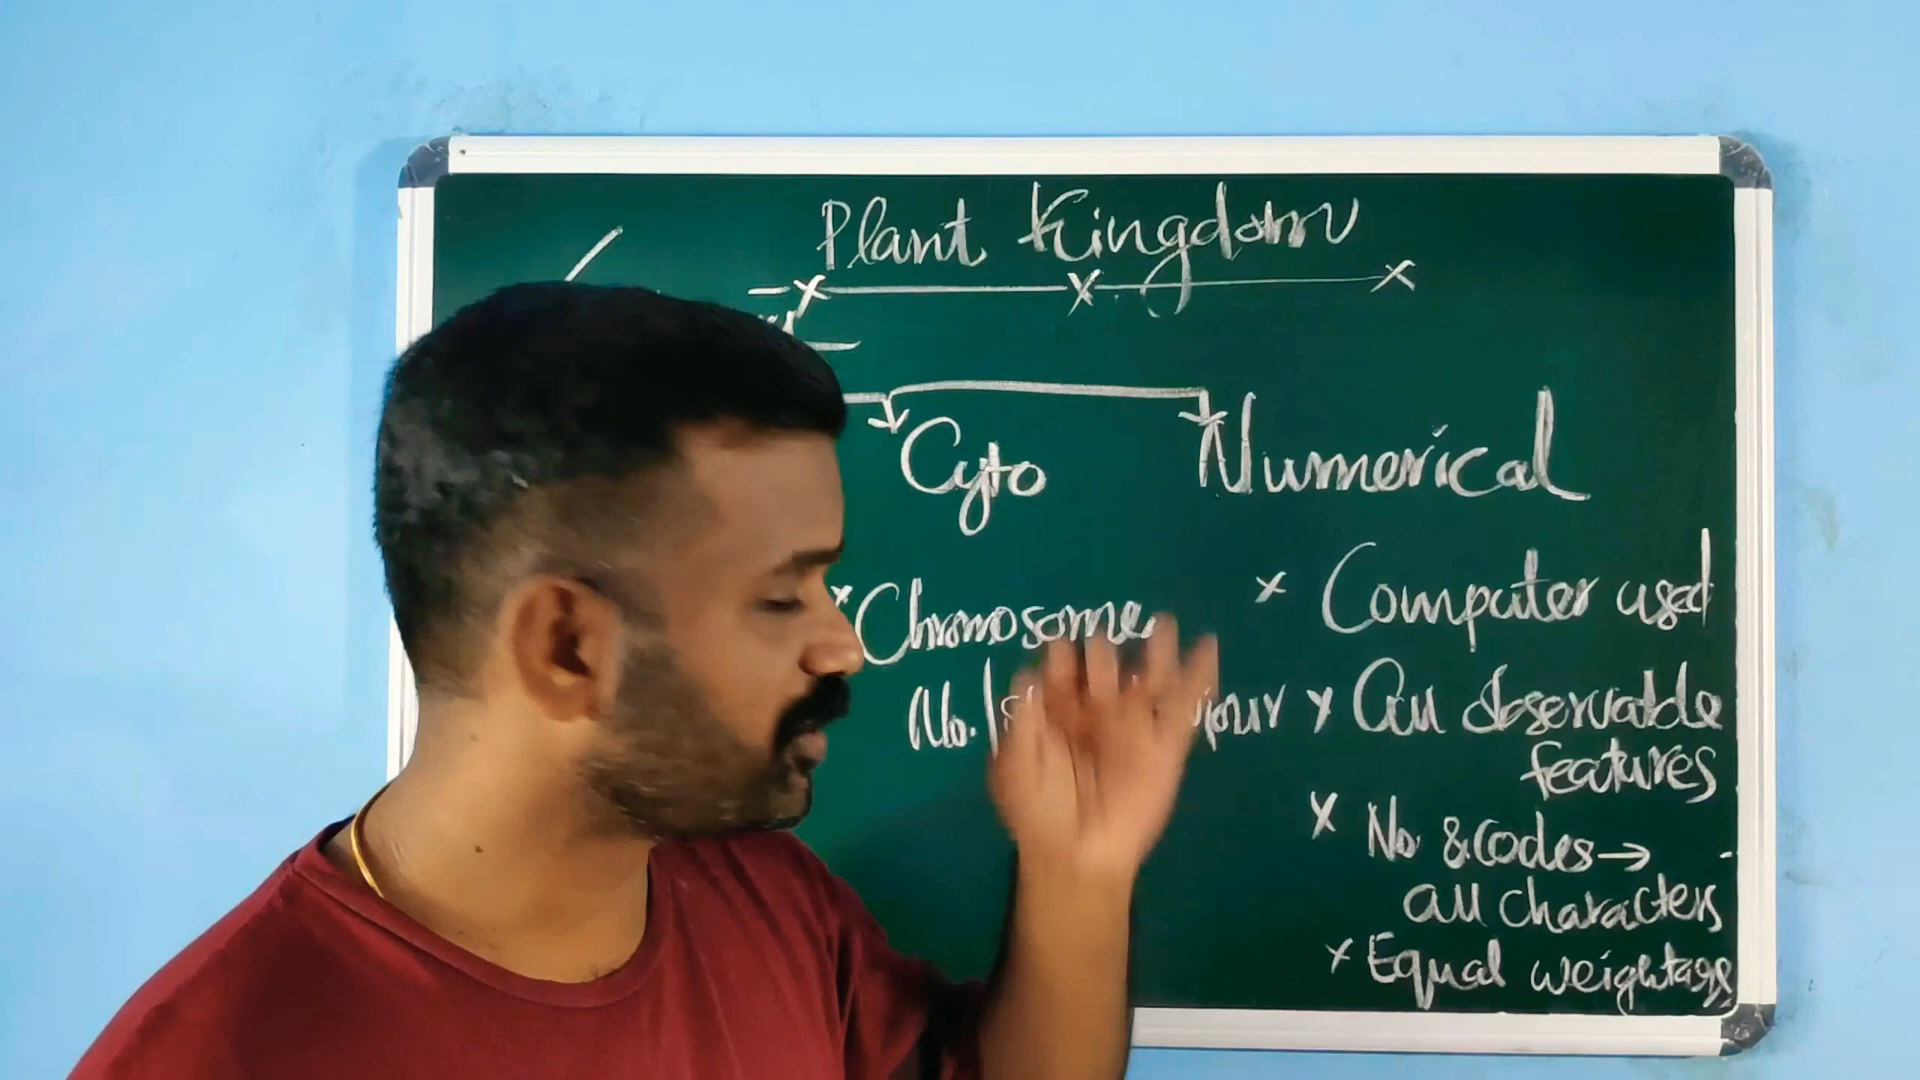 Plant Kingdom
Cyto
Numerical
x Chromosome
No.
x Computer used
x All observable
features
x No. & codes →
all characters
x Equal weightage